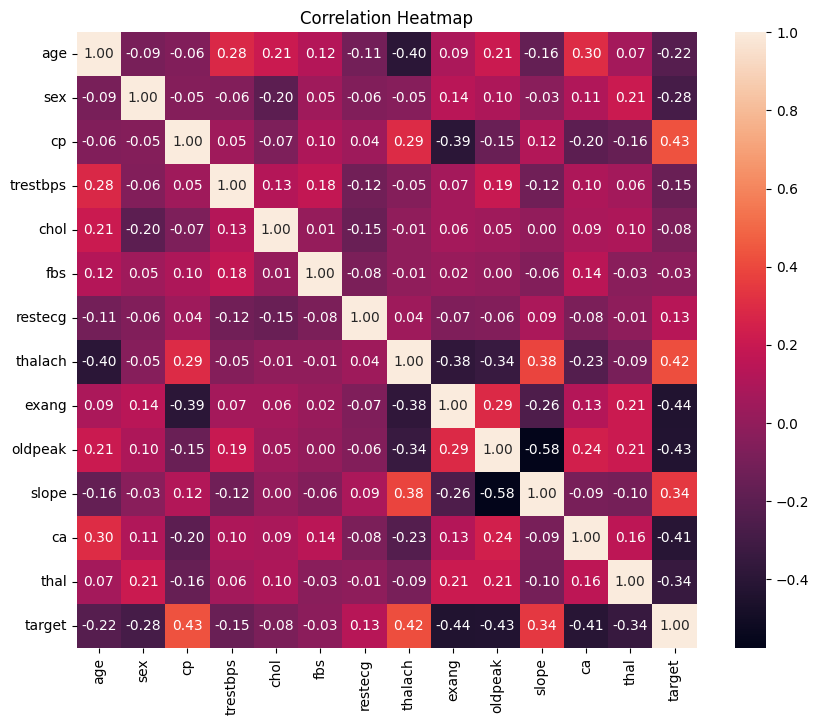 Correlation Heatmap
age 1.00 -0.09 -0.06 0.28 0.21 0.12 -0.11 -0.40 0.09 0.21 -0.16 0.30 0.07 -0.22
sex -0.09 1.00 -0.05 -0.06 -0.20 0.05 -0.06 -0.05 0.14 0.10 -0.03 0.11 0.21 -0.28
cp -0.06 -0.05 1.00 0.05 -0.07 0.10 0.04 0.29 -0.39 -0.15 0.12 -0.20 -0.16 0.43
trestbps 0.28 -0.06 0.05 1.00 0.13 0.18 -0.12 -0.05 0.07 0.19 -0.12 0.10 0.06 -0.15
chol 0.21 -0.20 -0.07 0.13 1.00 0.01 -0.15 -0.01 0.06 0.05 0.00 0.09 0.10 -0.08
fbs 0.12 0.05 0.10 0.18 0.01 1.00 -0.08 -0.01 0.02 0.00 -0.06 0.14 -0.03 -0.03
restecg -0.11 -0.06 0.04 -0.12 -0.15 -0.08 1.00 0.04 -0.07 -0.06 0.09 -0.08 -0.01 0.13
thalach -0.40 -0.05 0.29 -0.05 -0.01 -0.01 0.04 1.00 -0.38 -0.34 0.38 -0.23 -0.09 0.42
exang 0.09 0.14 -0.39 0.07 0.06 0.02 -0.07 -0.38 1.00 0.29 -0.26 0.13 0.21 -0.44
oldpeak 0.21 0.10 -0.15 0.19 0.05 0.00 -0.06 -0.34 0.29 1.00 -0.58 0.24 0.21 -0.43
slope -0.16 -0.03 0.12 -0.12 0.00 -0.06 0.09 0.38 -0.26 -0.58 1.00 -0.09 -0.10 0.34
ca 0.30 0.11 -0.20 0.10 0.09 0.14 -0.08 -0.23 0.13 0.24 -0.09 1.00 0.16 -0.41
thal 0.07 0.21 -0.16 0.06 0.10 -0.03 -0.01 -0.09 0.21 0.21 -0.10 0.16 1.00 -0.34
target -0.22 -0.28 0.43 -0.15 -0.08 -0.03 0.13 0.42 -0.44 -0.43 0.34 -0.41 -0.34 1.00
age sex cp trestbps chol fbs restecg thalach exang oldpeak slope ca thal target
1.0
0.8
0.6
0.4
0.2
0.0
−0.2
−0.4